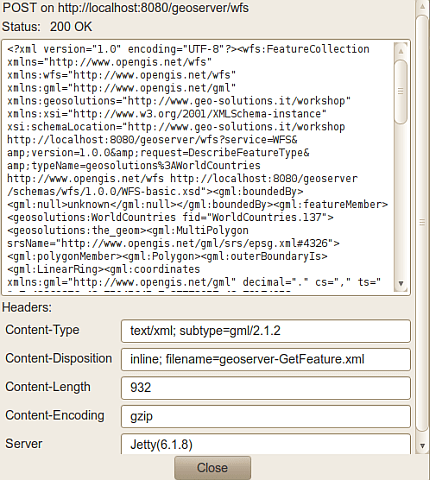 POST on http://localhost:8080/geoserver/wfs
Status: 200 OK
<?xml version="1.0" encoding="UTF-8"?><wfs:FeatureCollection
xmlns="http://www.opengis.net/wfs"
xmlns:wfs="http://www.opengis.net/wfs"
xmlns:gml="http://www.opengis.net/gml"
xmlns:geosolutions="http://www.geo-solutions.it/workshop"
xmlns:xsi="http://www.w3.org/2001/XMLSchema-instance"
xsi:schemaLocation="http://www.geo-solutions.it/workshop
http://localhost:8080/geoserver/wfs?service=WFS&
amp;version=1.0.0&amp;request=DescribeFeatureType&
amp;typeName=geosolutions%3AWorldCountries
http://www.opengis.net/wfs http://localhost:8080/geoserver
/schemas/wfs/1.0.0/WFS-basic.xsd"><gml:boundedBy>
<gml:null>unknown</gml:null></gml:boundedBy><gml:featureMember>
<geosolutions:WorldCountries fid="WorldCountries.137">
<geosolutions:the_geom><gml:MultiPolygon
srsName="http://www.opengis.net/gml/srs/epsg.xml#4326">
<gml:polygonMember><gml:Polygon><gml:outerBoundaryIs>
<gml:LinearRing><gml:coordinates
xmlns:gml="http://www.opengis.net/gml" decimal="." cs="," ts="
Headers:
Content-Type text/xml; subtype=gml/2.1.2
Content-Disposition inline; filename=geoserver-GetFeature.xml
Content-Length 932
Content-Encoding gzip
Server Jetty(6.1.8)
Close